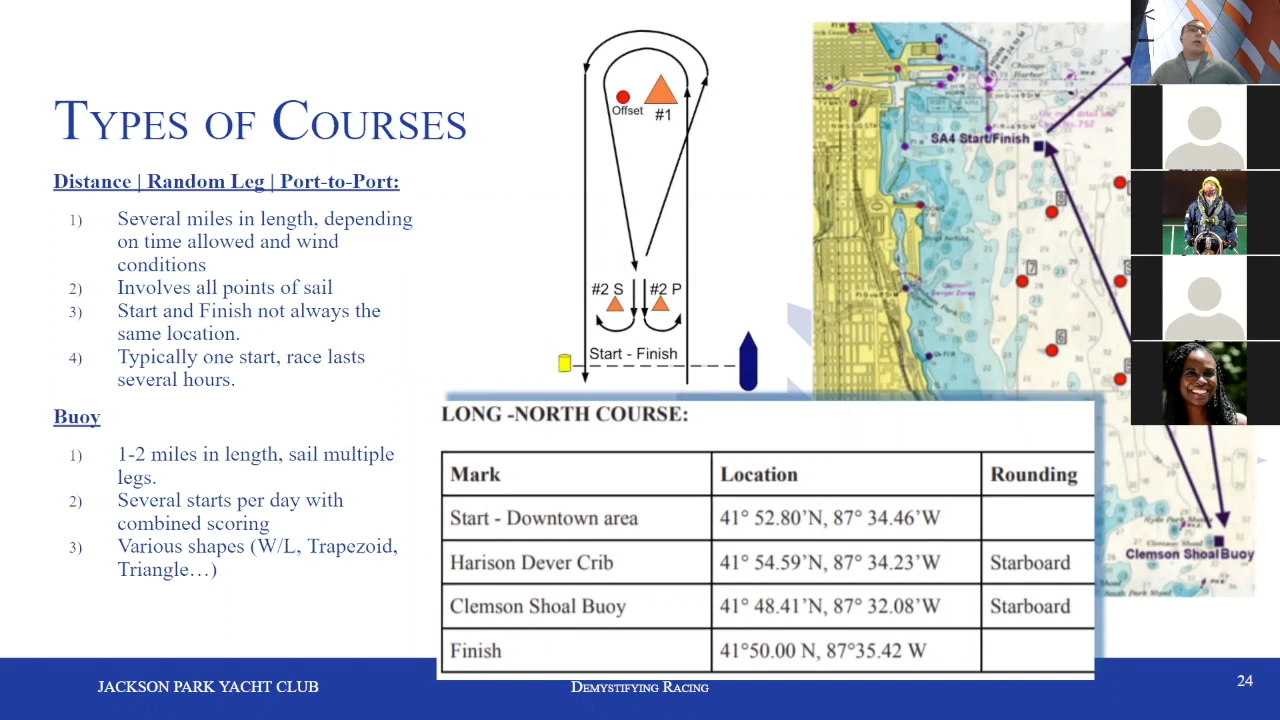 TYPES OF COURSES
Distance | Random Leg | Port-to-Port:
1) Several miles in length, depending
on time allowed and wind
conditions
2) Involves all points of sail
3) Start and Finish not always the
same location.
4) Typically one start, race lasts
several hours.
Buoy
1) 1-2 miles in length, sail multiple
legs.
2) Several starts per day with
combined scoring
3) Various shapes (W/L, Trapezoid,
Triangle…)
Offset
#1
#2 S
#2 P
Start - Finish
SA4 Start/Finish
8
7
6
Clemson Shoal Buoy
LONG -NORTH COURSE:
Mark Location Rounding
Start - Downtown area 41° 52.80’N, 87° 34.46’W
Harison Dever Crib 41° 54.59’N, 87° 34.23’W Starboard
Clemson Shoal Buoy 41° 48.41’N, 87° 32.08’W Starboard
Finish 41°50.00 N, 87°35.42 W
JACKSON PARK YACHT CLUB
DEMYSTIFYING RACING
24